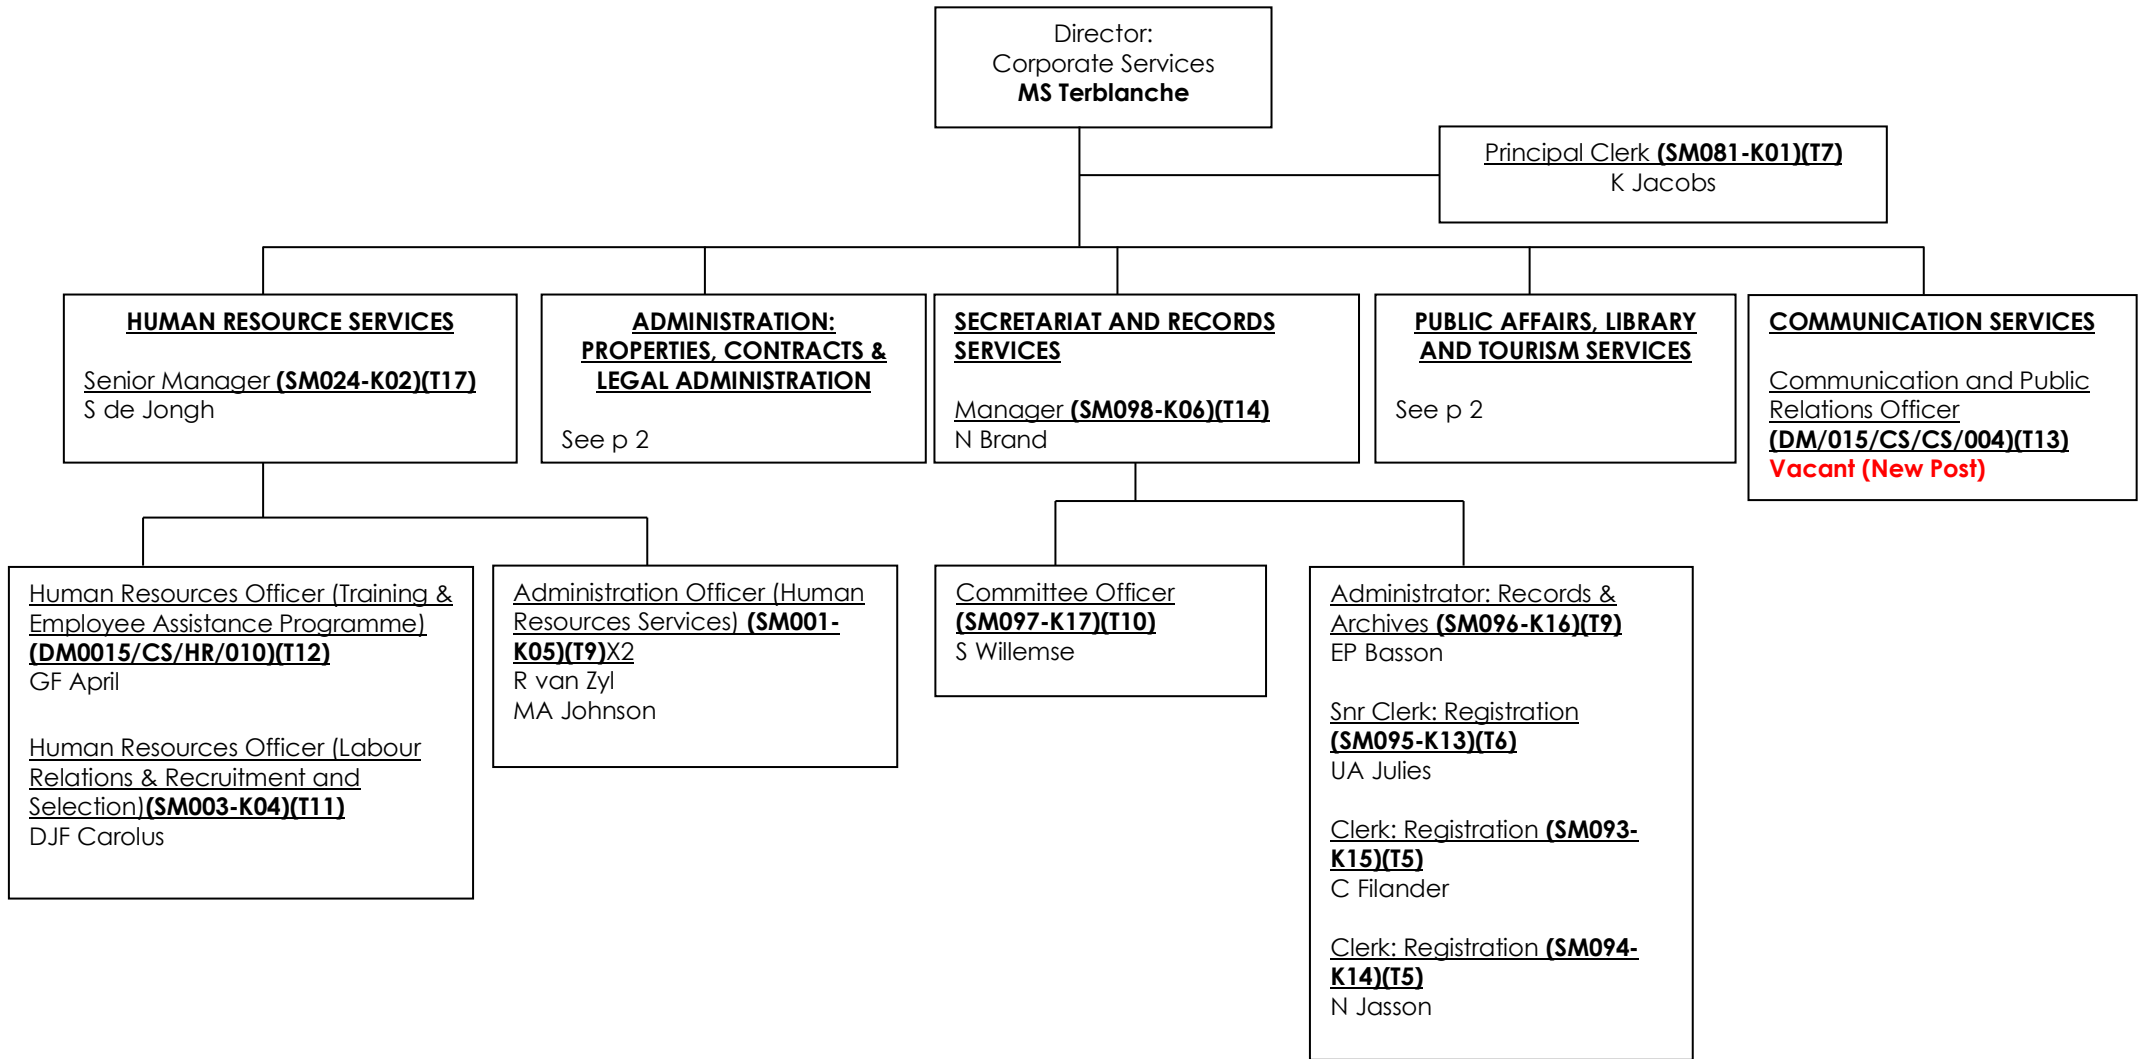 Director:
Corporate Services
MS Terblanche
Principal Clerk (SM081-K01)(T7)
K Jacobs
HUMAN RESOURCE SERVICES
Senior Manager (SM024-K02)(T17)
S de Jongh
ADMINISTRATION:
PROPERTIES, CONTRACTS &
LEGAL ADMINISTRATION
See p 2
SECRETARIAT AND RECORDS
SERVICES
Manager (SM098-K06)(T14)
N Brand
PUBLIC AFFAIRS, LIBRARY
AND TOURISM SERVICES
See p 2
COMMUNICATION SERVICES
Communication and Public
Relations Officer
(DM/015/CS/CS/004)(T13)
Vacant (New Post)
Human Resources Officer (Training &
Employee Assistance Programme)
(DM0015/CS/HR/010)(T12)
GF April
Human Resources Officer (Labour
Relations & Recruitment and
Selection)(SM003-K04)(T11)
DJF Carolus
Administration Officer (Human
Resources Services) (SM001-
K05)(T9)X2
R van Zyl
MA Johnson
Committee Officer
(SM097-K17)(T10)
S Willemse
Administrator: Records &
Archives (SM096-K16)(T9)
EP Basson
Snr Clerk: Registration
(SM095-K13)(T6)
UA Julies
Clerk: Registration (SM093-
K15)(T5)
C Filander
Clerk: Registration (SM094-
K14)(T5)
N Jasson